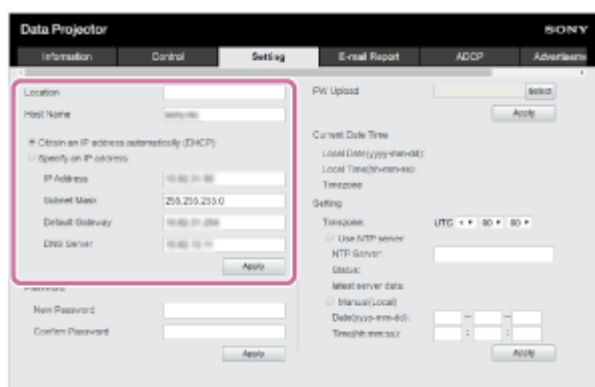 Data Projector
SONY
Information Control Setting E-mail Report ADCP Advertiseme
Location
Host Name
Obtain an IP address automatically (DHCP)
Specify an IP address
IP Address
Subnet Mask 255.255.255.0
Default Gateway
DNS Server
Apply
Password
New Password
Confirm Password
Apply
FW Upload Select
Apply
Current Date Time
Local Date(yyyy-mm-dd):
Local Time(hh-mm-ss):
Timezone
Setting
Timezone: UTC + 00 00
Use NTP server
NTP Server:
Status:
latest server data:
Manual(Local)
Date(yyyy-mm-dd):
Time(hh:mm:ss):
Apply